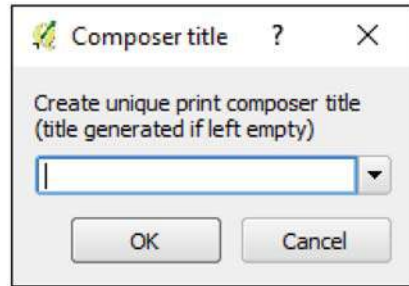 Composer title ? ×
Create unique print composer title
(title generated if left empty)
OK Cancel